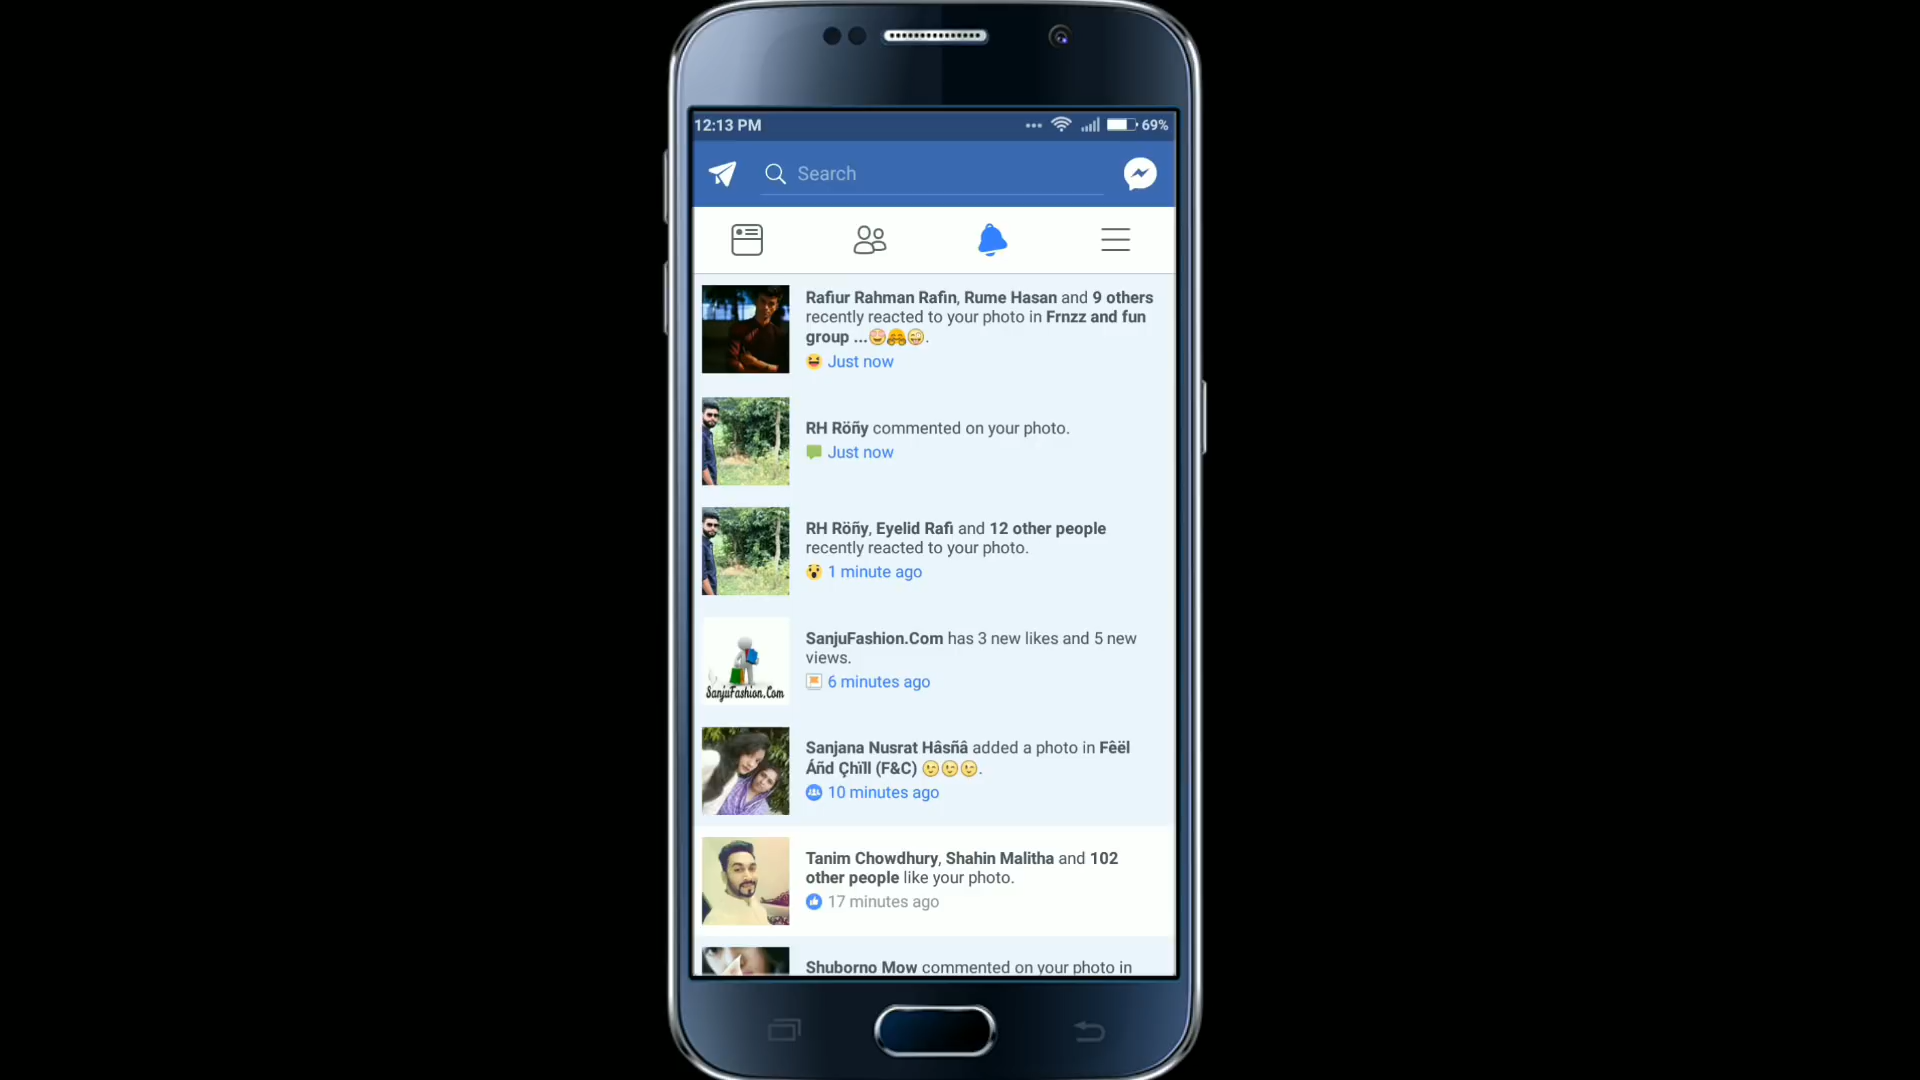 12:13 PM
69%
Search
Rafiur Rahman Rafin, Rume Hasan and 9 others
recently reacted to your photo in Frnzz and fun
group ...😳🤗😜.
Just now
RH Röñy commented on your photo.
Just now
RH Röñy, Eyelid Rafi and 12 other people
recently reacted to your photo.
1 minute ago
SanjuFashion.Com has 3 new likes and 5 new
views.
6 minutes ago
SanjuFashion.Com
Sanjana Nusrat Hâsñâ added a photo in Fêël
Áñd Çhïll (F&C) 😉😉😉.
10 minutes ago
Tanim Chowdhury, Shahin Malitha and 102
other people like your photo.
17 minutes ago
Shuborno Mow commented on your photo in